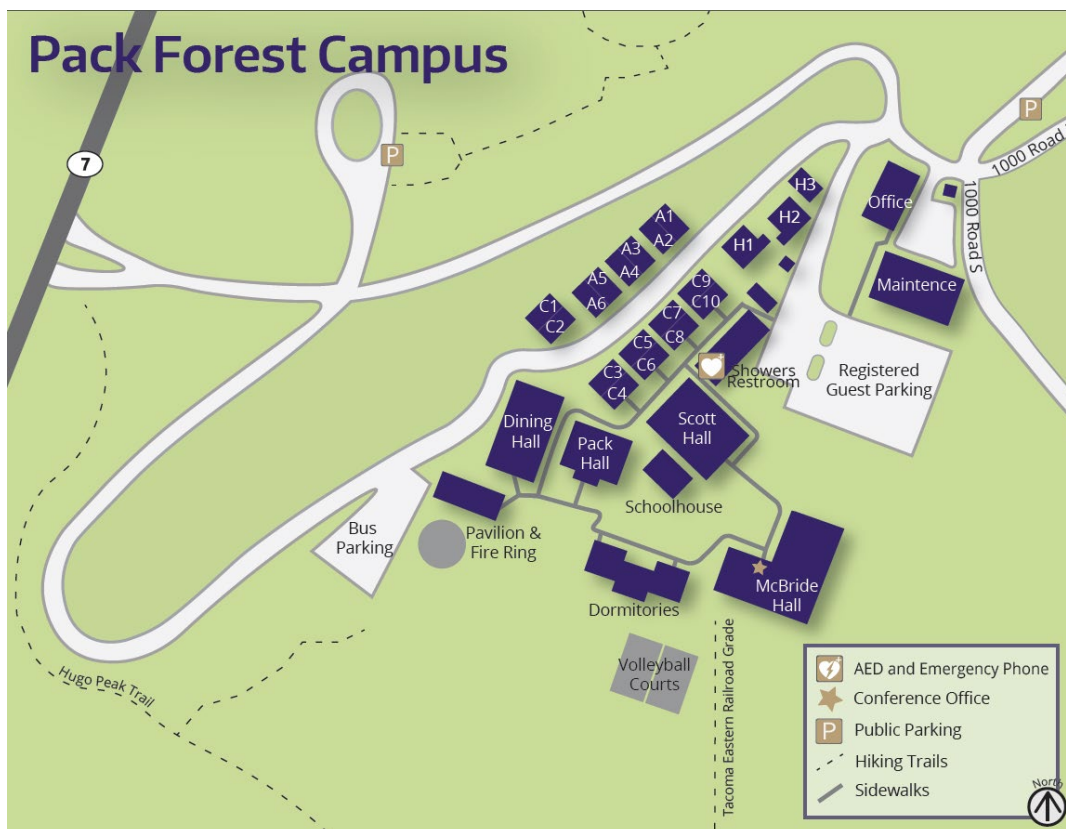 Pack Forest Campus
7
P
P
1000 Road
1000 Road S
Office
Maintence
H3
H2
H1
A1
A2
A3
A4
A5
A6
C1
C2
C9
C10
C7
C8
C5
C6
C3
C4
Showers
Restroom
Registered
Guest Parking
Dining
Hall
Pack
Hall
Scott
Hall
Schoolhouse
Bus
Parking
Pavilion &
Fire Ring
Dormitories
McBride
Hall
Volleyball
Courts
Hugo Peak Trail
Tacoma Eastern Railroad Grade
AED and Emergency Phone
Conference Office
P
Public Parking
Hiking Trails
Sidewalks
North